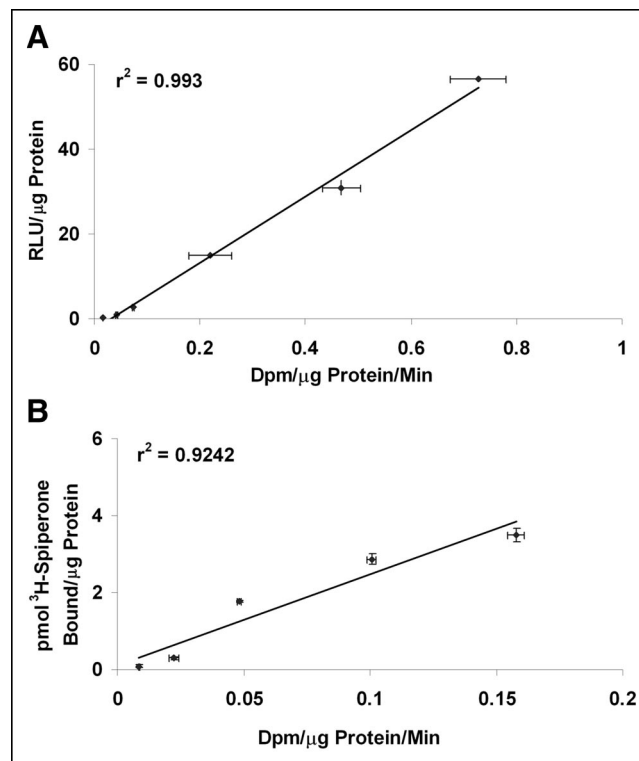 A
r² = 0.993
RLU/µg Protein
60
40
20
0
0 0.2 0.4 0.6 0.8 1
Dpm/µg Protein/Min
B
r² = 0.9242
pmol ³H-Spiperone
Bound/µg Protein
6
4
2
0
0 0.05 0.1 0.15 0.2
Dpm/µg Protein/Min